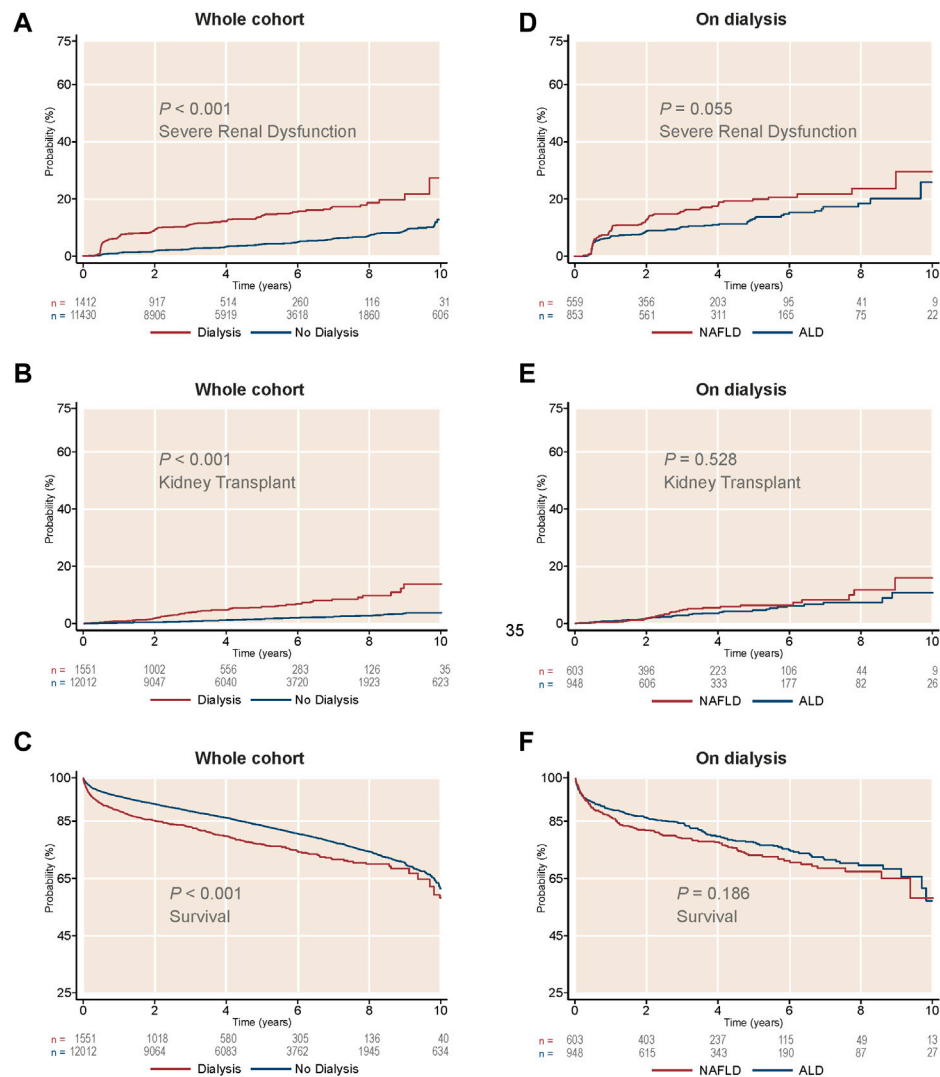 A
Whole cohort
75
60
40
20
0
Probability (%)
P < 0.001
Severe Renal Dysfunction
0 2 4 6 8 10
Time (years)
n = 1412 917 514 260 116 31
n = 11430 8906 5919 3618 1860 606
Dialysis No Dialysis
D
On dialysis
75
60
40
20
0
Probability (%)
P = 0.055
Severe Renal Dysfunction
0 2 4 6 8 10
Time (years)
n = 559 356 203 95 41 9
n = 853 561 311 165 75 22
NAFLD ALD
B
Whole cohort
75
60
40
20
0
Probability (%)
P < 0.001
Kidney Transplant
0 2 4 6 8 10
Time (years)
n = 1551 1002 556 283 126 35
n = 12012 9047 6040 3720 1923 623
Dialysis No Dialysis
35
E
On dialysis
75
60
40
20
0
Probability (%)
P = 0.528
Kidney Transplant
0 2 4 6 8 10
Time (years)
n = 603 396 223 106 44 9
n = 948 606 333 177 82 26
NAFLD ALD
C
Whole cohort
100
85
65
45
25
Probability (%)
P < 0.001
Survival
0 2 4 6 8 10
Time (years)
n = 1551 1018 580 305 136 40
n = 12012 9064 6083 3762 1945 634
Dialysis No Dialysis
F
On dialysis
100
85
65
45
25
Probability (%)
P = 0.186
Survival
0 2 4 6 8 10
Time (years)
n = 603 403 237 115 49 13
n = 948 615 343 190 87 27
NAFLD ALD